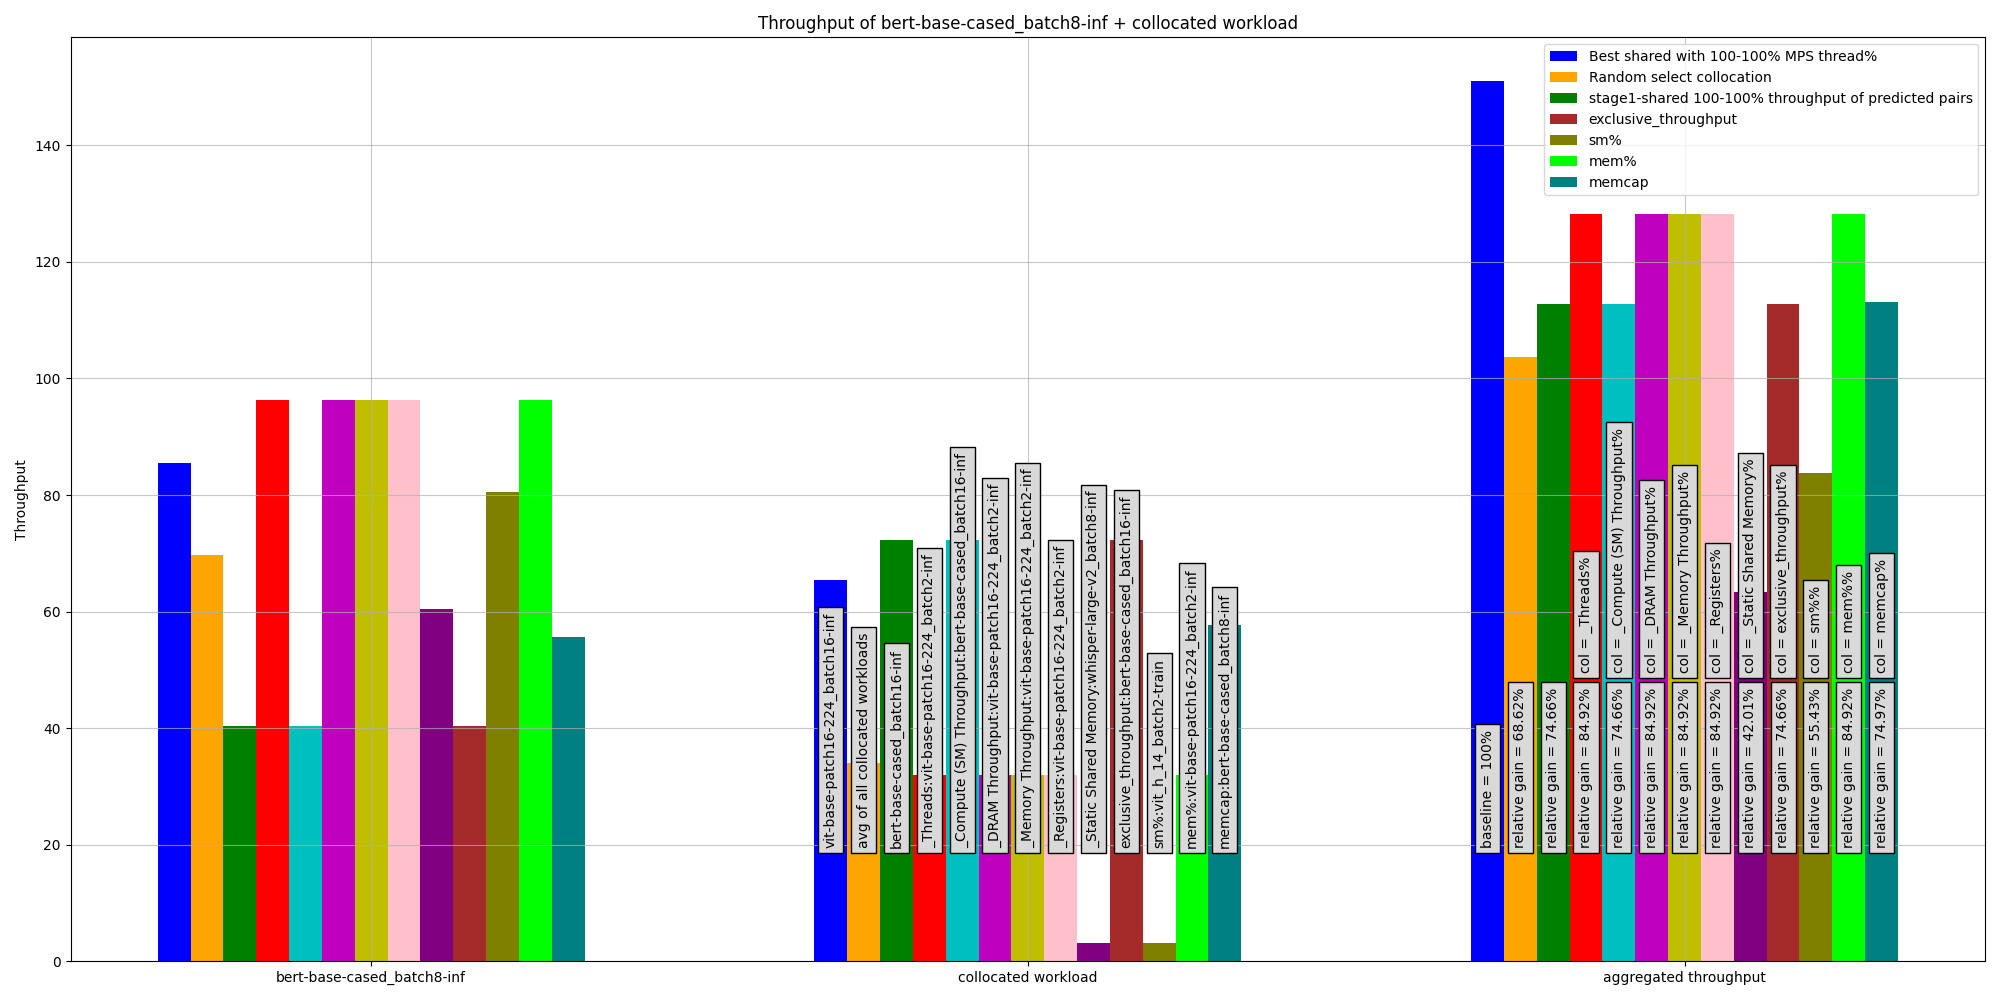 Throughput of bert-base-cased_batch8-inf + collocated workload
Best shared with 100-100% MPS thread%
Random select collocation
stage1-shared 100-100% throughput of predicted pairs
exclusive_throughput
sm%
mem%
memcap
Throughput
140
120
100
80
60
40
20
0
vit-base-patch16-224_batch16-inf
avg of all collocated workloads
bert-base-cased_batch16-inf
_Threads:vit-base-patch16-224_batch2-inf
_Compute (SM) Throughput:bert-base-cased_batch16-inf
_DRAM Throughput:vit-base-patch16-224_batch2-inf
_Memory Throughput:vit-base-patch16-224_batch2-inf
_Registers:vit-base-patch16-224_batch2-inf
_Static Shared Memory:whisper-large-v2_batch8-inf
exclusive_throughput:bert-base-cased_batch16-inf
sm%:vit_h_14_batch2-train
mem%:vit-base-patch16-224_batch2-inf
memcap:bert-base-cased_batch8-inf
col = _Threads%
col = _Compute (SM) Throughput%
col = _DRAM Throughput%
col = _Memory Throughput%
col = _Registers%
col = _Static Shared Memory%
col = exclusive_throughput%
col = sm%%
col = mem%%
col = memcap%
baseline = 100%
relative gain = 68.62%
relative gain = 74.66%
relative gain = 84.92%
relative gain = 74.66%
relative gain = 84.92%
relative gain = 84.92%
relative gain = 84.92%
relative gain = 42.01%
relative gain = 74.66%
relative gain = 55.43%
relative gain = 84.92%
relative gain = 74.97%
bert-base-cased_batch8-inf
collocated workload
aggregated throughput